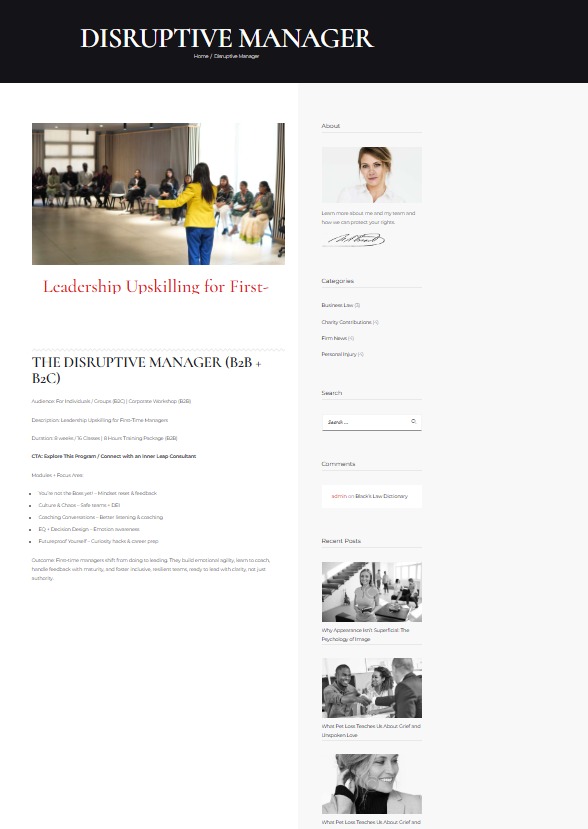 DISRUPTIVE MANAGER
Home / Disruptive Manager
Leadership Upskilling for First-
THE DISRUPTIVE MANAGER (B2B +
B2C)
Audience: For Individuals / Groups (B2C) | Corporate Workshop (B2B)
Description: Leadership Upskilling for First-Time Managers
Duration: 8 weeks / 16 Classes | 8 Hours Training Package (B2B)
CTA: Explore This Program / Connect with an Inner Leap Consultant
Modules + Focus Area:
You're not the Boss yet! – Mindset reset & feedback
Culture & Chaos – Safe teams + DEI
Coaching Conversations – Better listening & coaching
EQ + Decision Design – Emotion awareness
Futureproof Yourself – Curiosity hacks & career prep
Outcome: First-time managers shift from doing to leading. They build emotional agility, learn to coach,
handle feedback with maturity, and foster inclusive, resilient teams, ready to lead with clarity, not just
authority.
About
Learn more about me and my team and
how we can protect your rights.
Categories
Business Law (3)
Charity Contributions (4)
Firm News (4)
Personal Injury (4)
Search
Search …
Comments
admin on Black's Law Dictionary
Recent Posts
Why Appearance Isn't Superficial: The
Psychology of Image
What Pet Loss Teaches Us About Grief and
Unspoken Love
What Pet Loss Teaches Us About Grief and